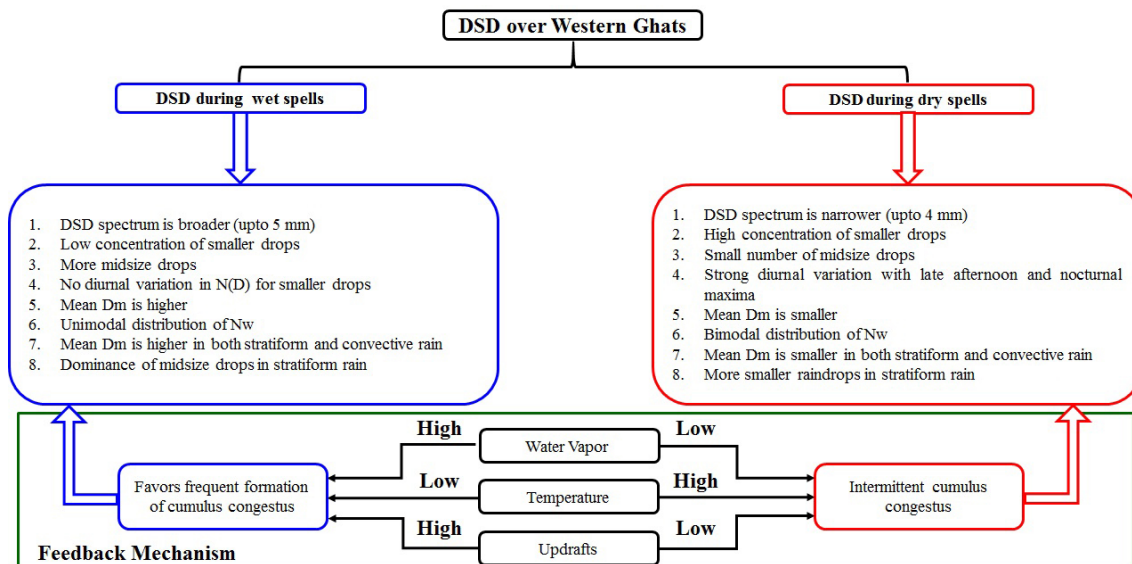 DSD over Western Ghats
DSD during wet spells
DSD during dry spells
1. DSD spectrum is broader (upto 5 mm)
2. Low concentration of smaller drops
3. More midsize drops
4. No diurnal variation in N(D) for smaller drops
5. Mean Dm is higher
6. Unimodal distribution of Nw
7. Mean Dm is higher in both stratiform and convective rain
8. Dominance of midsize drops in stratiform rain
1. DSD spectrum is narrower (upto 4 mm)
2. High concentration of smaller drops
3. Small number of midsize drops
4. Strong diurnal variation with late afternoon and nocturnal
maxima
5. Mean Dm is smaller
6. Bimodal distribution of Nw
7. Mean Dm is smaller in both stratiform and convective rain
8. More smaller raindrops in stratiform rain
High
Water Vapor
Low
Favors frequent formation
of cumulus congestus
Low
Temperature
High
Intermittent cumulus
congestus
High
Updrafts
Low
Feedback Mechanism